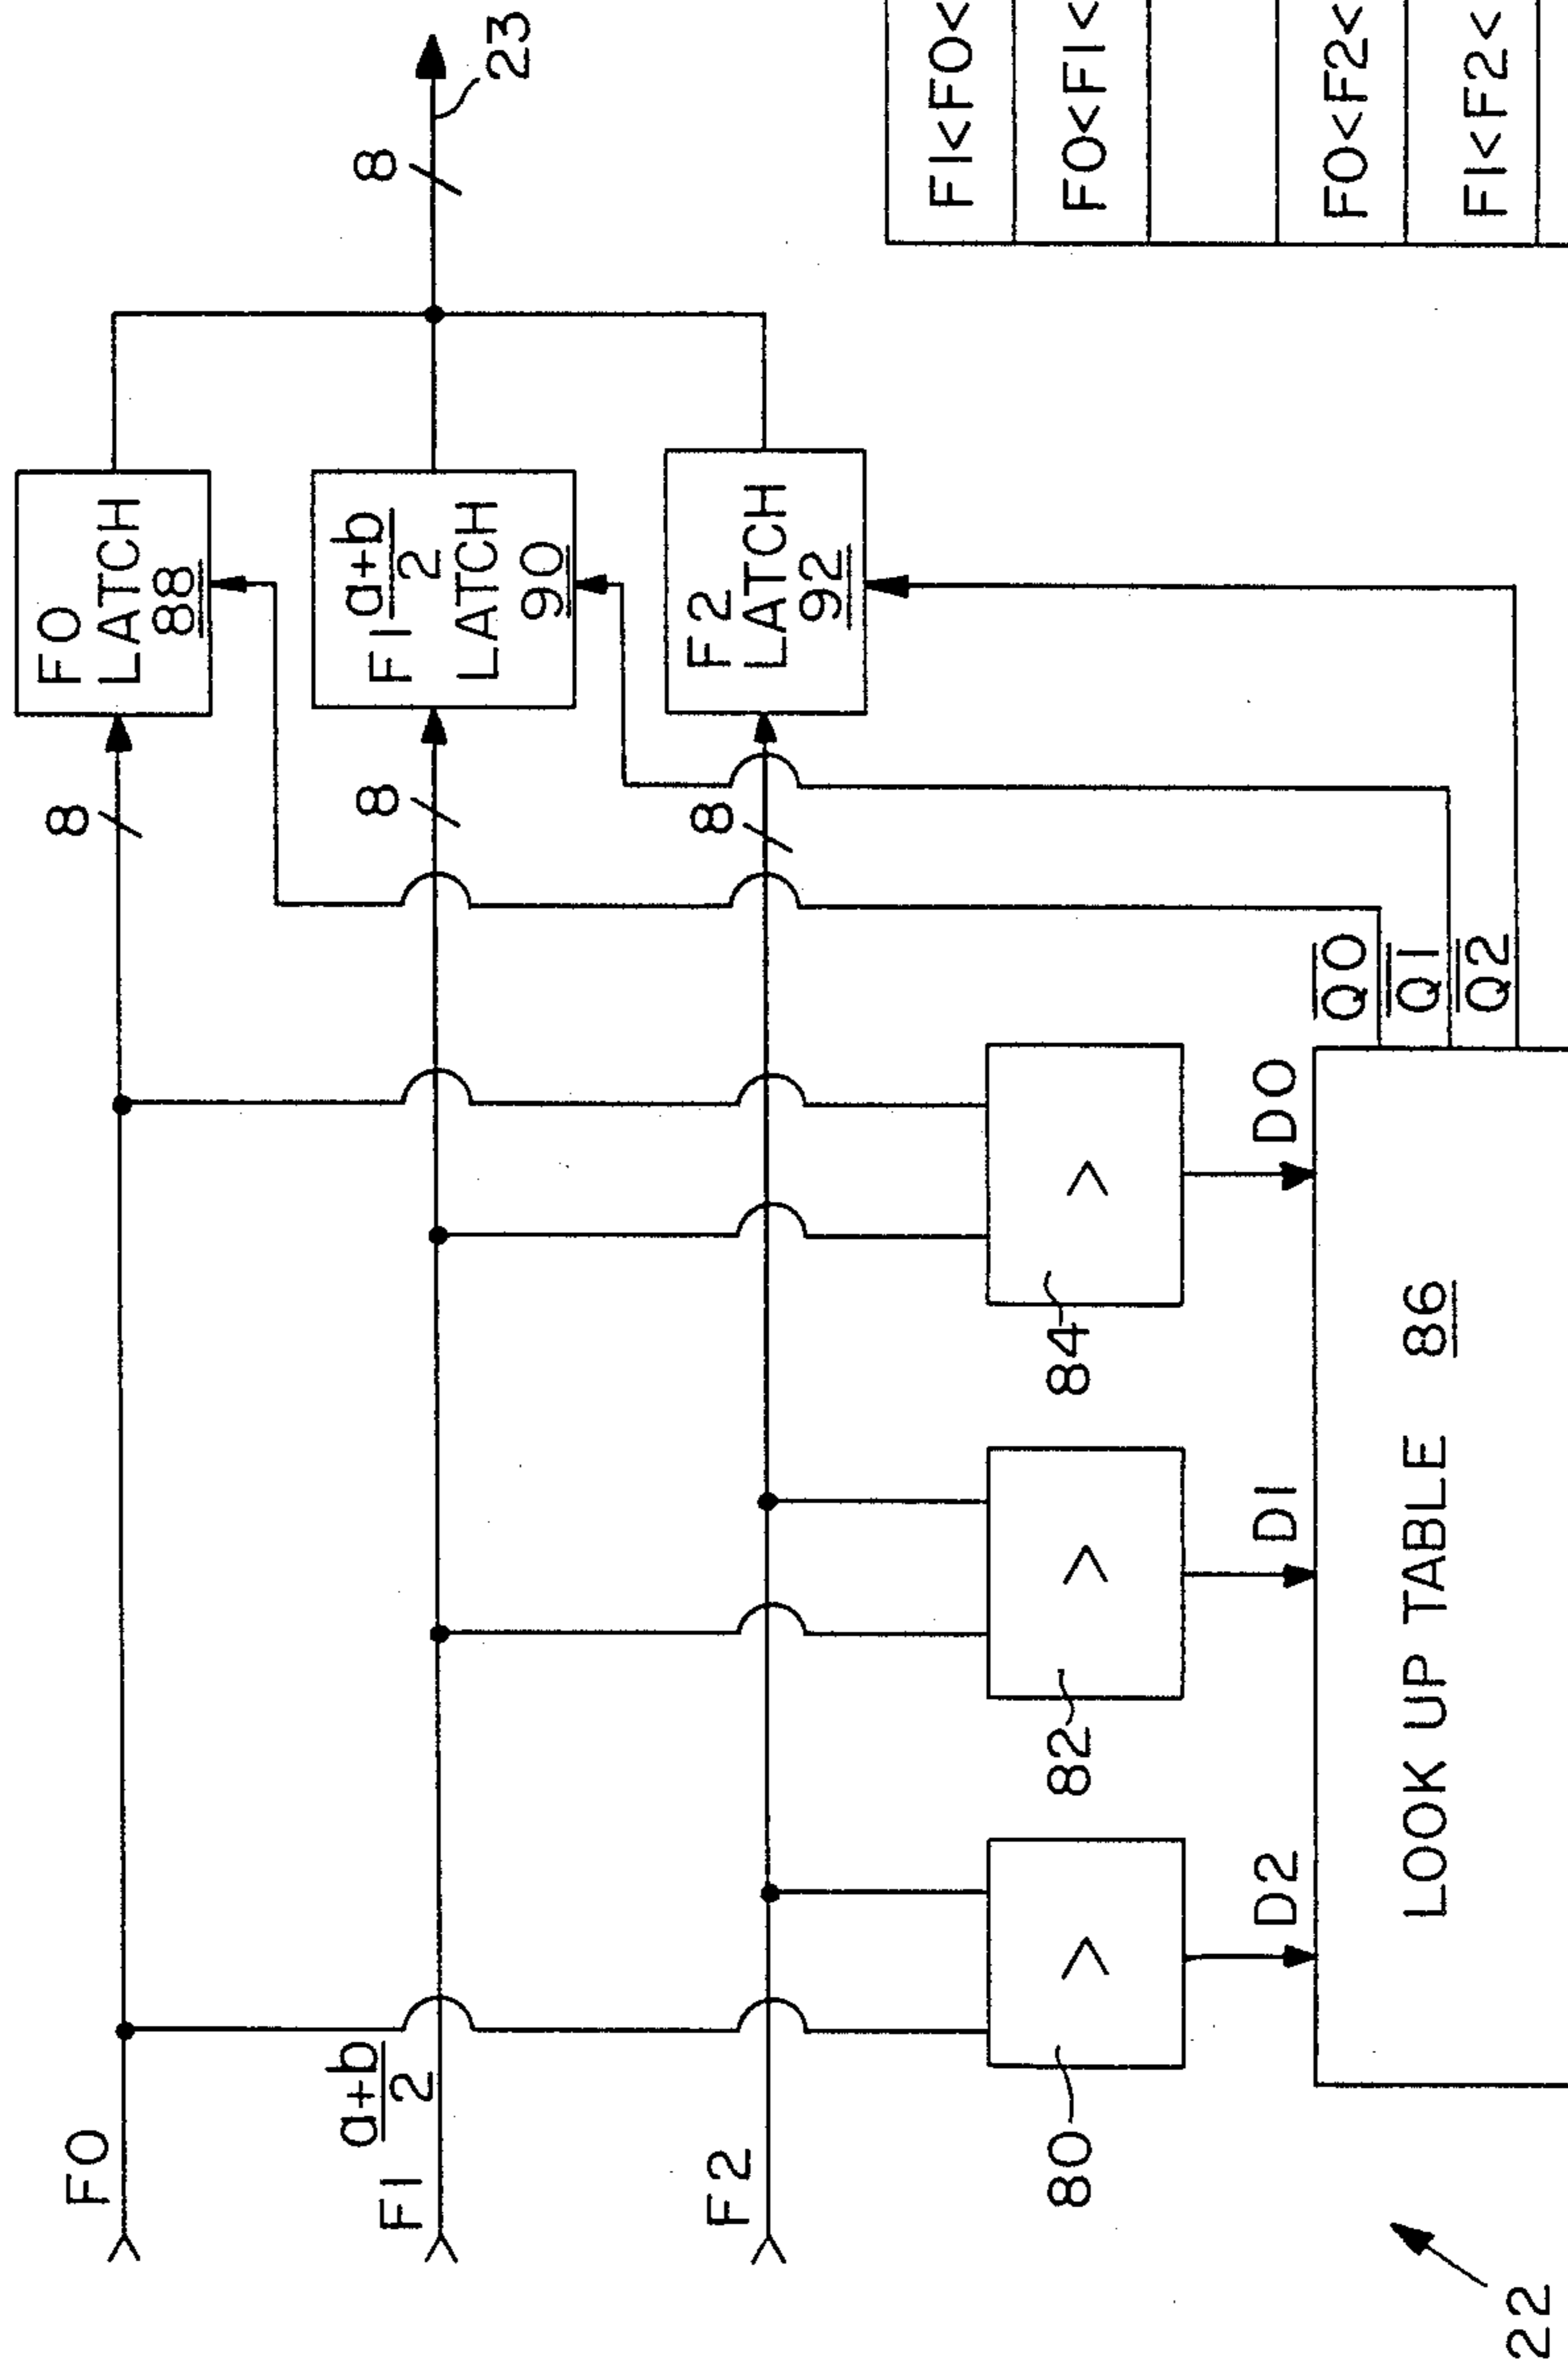 F0
a+b
F1 2
F2
8
8
8
F0
LATCH
88
a+b
F1 2
LATCH
90
F2
LATCH
92
8
23
80
82
84
>
>
>
D2
D1
D0
LOOK UP TABLE 86
Q0
Q1
Q2
22
F1<F0<
F0<F1<
F0<F2<
F1<F2<